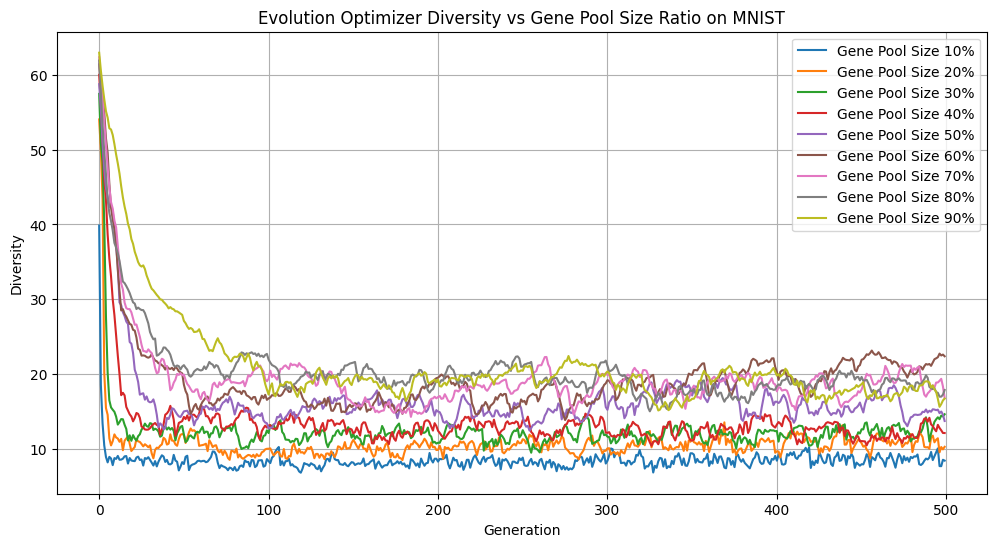 Evolution Optimizer Diversity vs Gene Pool Size Ratio on MNIST
Gene Pool Size 10%
Gene Pool Size 20%
Gene Pool Size 30%
Gene Pool Size 40%
Gene Pool Size 50%
Gene Pool Size 60%
Gene Pool Size 70%
Gene Pool Size 80%
Gene Pool Size 90%
Diversity
60
50
40
30
20
10
0
100
200
300
400
500
Generation